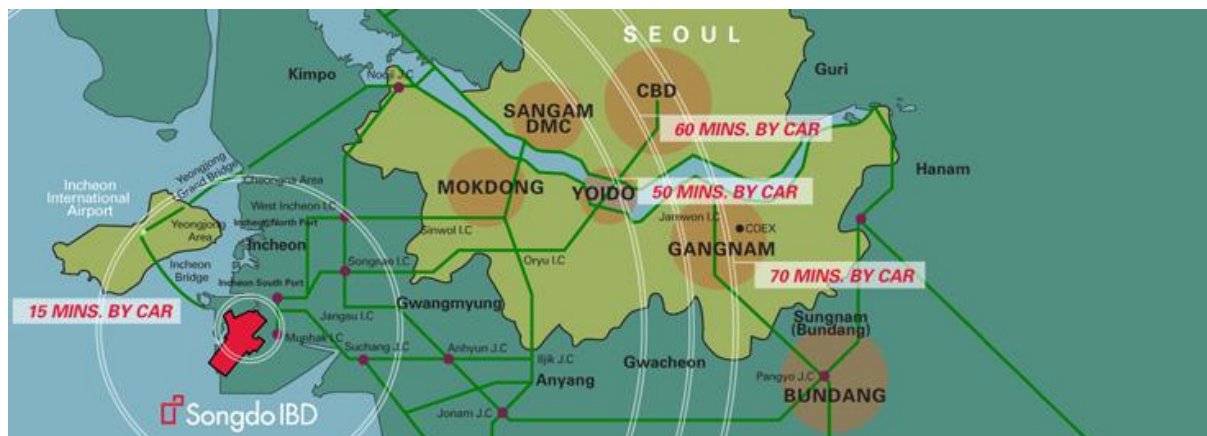 SEOUL
Kimpo
Nooji J.C
Guri
CBD
SANGAM
DMC
60 MINS. BY CAR
Yeongjong
Grand Bridge
Cheongna Area
Hanam
Incheon
International
Airport
MOKDONG
YOIDO
50 MINS. BY CAR
West Incheon I.C
Jamwon I.C
Incheon North Port
Yeongjong
Area
Sinwol I.C
COEX
Incheon
GANGNAM
Songnae I.C
Oryu I.C
Incheon
Bridge
Incheon South Port
70 MINS. BY CAR
15 MINS. BY CAR
Gwangmyung
Jangsu I.C
Sungnam
(Bundang)
Munhak I.C
Suchang J.C
Anhyun J.C
Iljik J.C
Gwacheon
Anyang
Pangyo J.C
BUNDANG
Songdo IBD
Jonam J.C